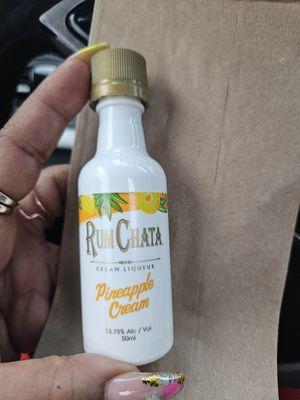 RUMCHATA
CREAM LIQUEUR
Pineapple
Cream
13.75% Alc / Vol
50ml